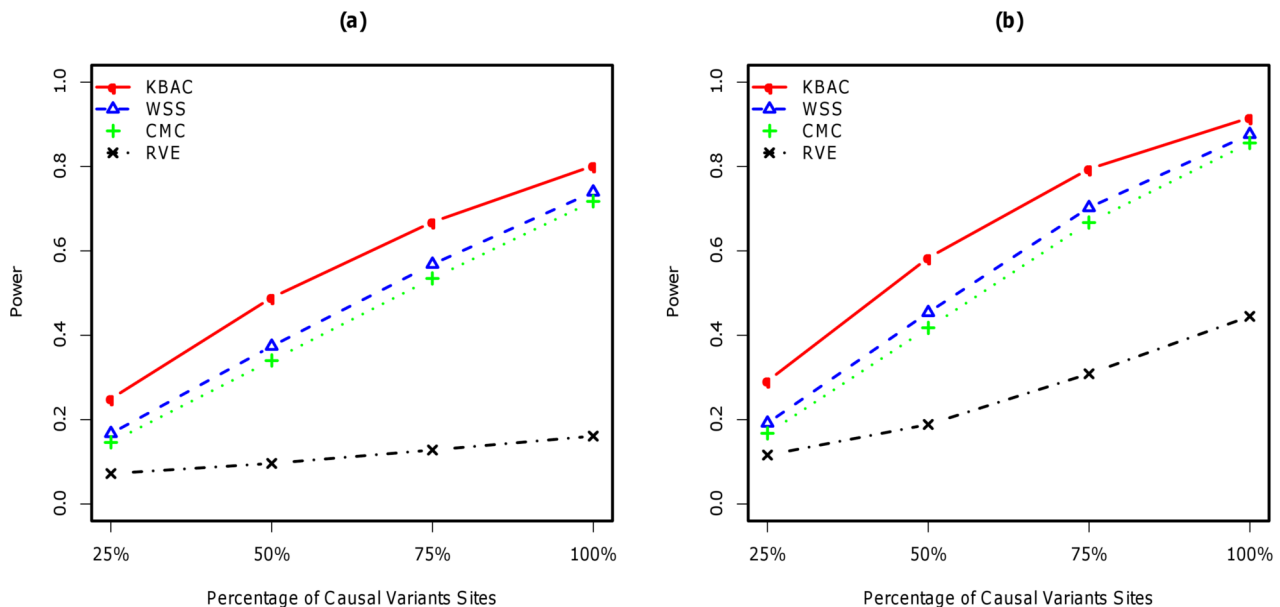 (a)
KBAC
WSS
CMC
RVE
Power
1.0
0.8
0.6
0.4
0.2
0.0
25% 50% 75% 100%
Percentage of Causal Variants Sites
(b)
KBAC
WSS
CMC
RVE
Power
1.0
0.8
0.6
0.4
0.2
0.0
25% 50% 75% 100%
Percentage of Causal Variants Sites